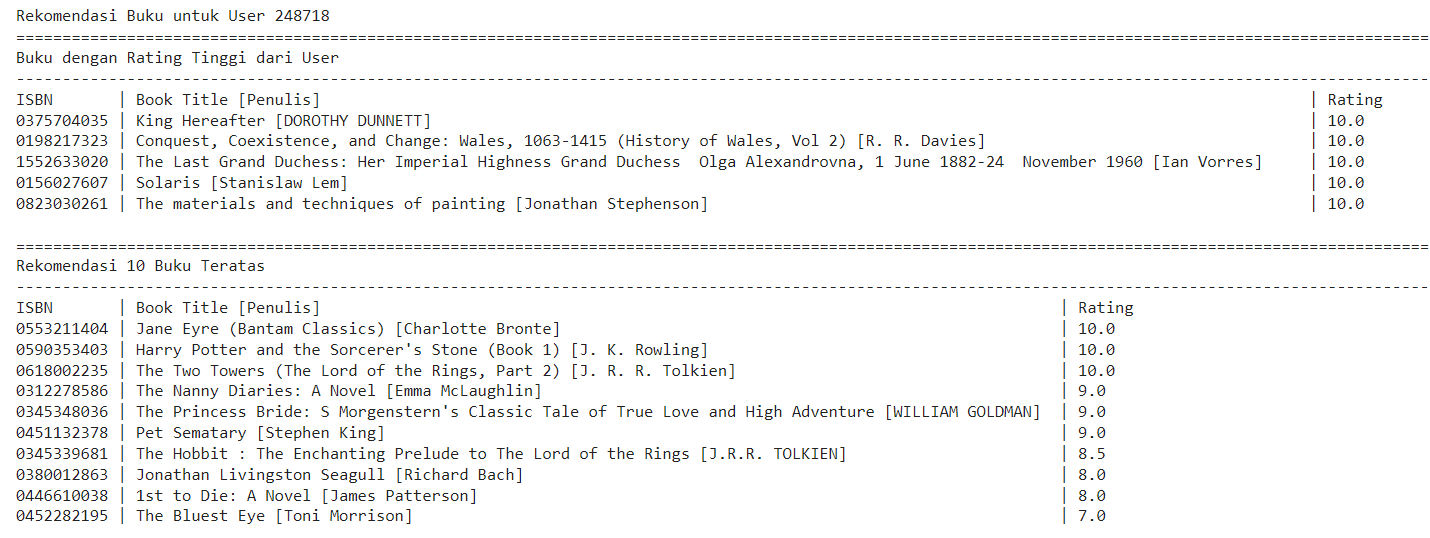 Rekomendasi Buku untuk User 248718
=========================================================================================================================================================
Buku dengan Rating Tinggi dari User
---------------------------------------------------------------------------------------------------------------------------------------------------------
ISBN       | Book Title [Penulis]                                                                                                           | Rating
0375704035 | King Hereafter [DOROTHY DUNNETT]                                                                                               | 10.0
0198217323 | Conquest, Coexistence, and Change: Wales, 1063-1415 (History of Wales, Vol 2) [R. R. Davies]                                   | 10.0
1552633020 | The Last Grand Duchess: Her Imperial Highness Grand Duchess  Olga Alexandrovna, 1 June 1882-24  November 1960 [Ian Vorres]     | 10.0
0156027607 | Solaris [Stanislaw Lem]                                                                                                        | 10.0
0823030261 | The materials and techniques of painting [Jonathan Stephenson]                                                                 | 10.0
=========================================================================================================================================================
Rekomendasi 10 Buku Teratas
---------------------------------------------------------------------------------------------------------------------------------------------------------
ISBN       | Book Title [Penulis]                                                                                | Rating
0553211404 | Jane Eyre (Bantam Classics) [Charlotte Bronte]                                                      | 10.0
0590353403 | Harry Potter and the Sorcerer's Stone (Book 1) [J. K. Rowling]                                      | 10.0
0618002235 | The Two Towers (The Lord of the Rings, Part 2) [J. R. R. Tolkien]                                   | 10.0
0312278586 | The Nanny Diaries: A Novel [Emma McLaughlin]                                                        | 9.0
0345348036 | The Princess Bride: S Morgenstern's Classic Tale of True Love and High Adventure [WILLIAM GOLDMAN]  | 9.0
0451132378 | Pet Sematary [Stephen King]                                                                         | 9.0
0345339681 | The Hobbit : The Enchanting Prelude to The Lord of the Rings [J.R.R. TOLKIEN]                       | 8.5
0380012863 | Jonathan Livingston Seagull [Richard Bach]                                                          | 8.0
0446610038 | 1st to Die: A Novel [James Patterson]                                                               | 8.0
0452282195 | The Bluest Eye [Toni Morrison]                                                                      | 7.0